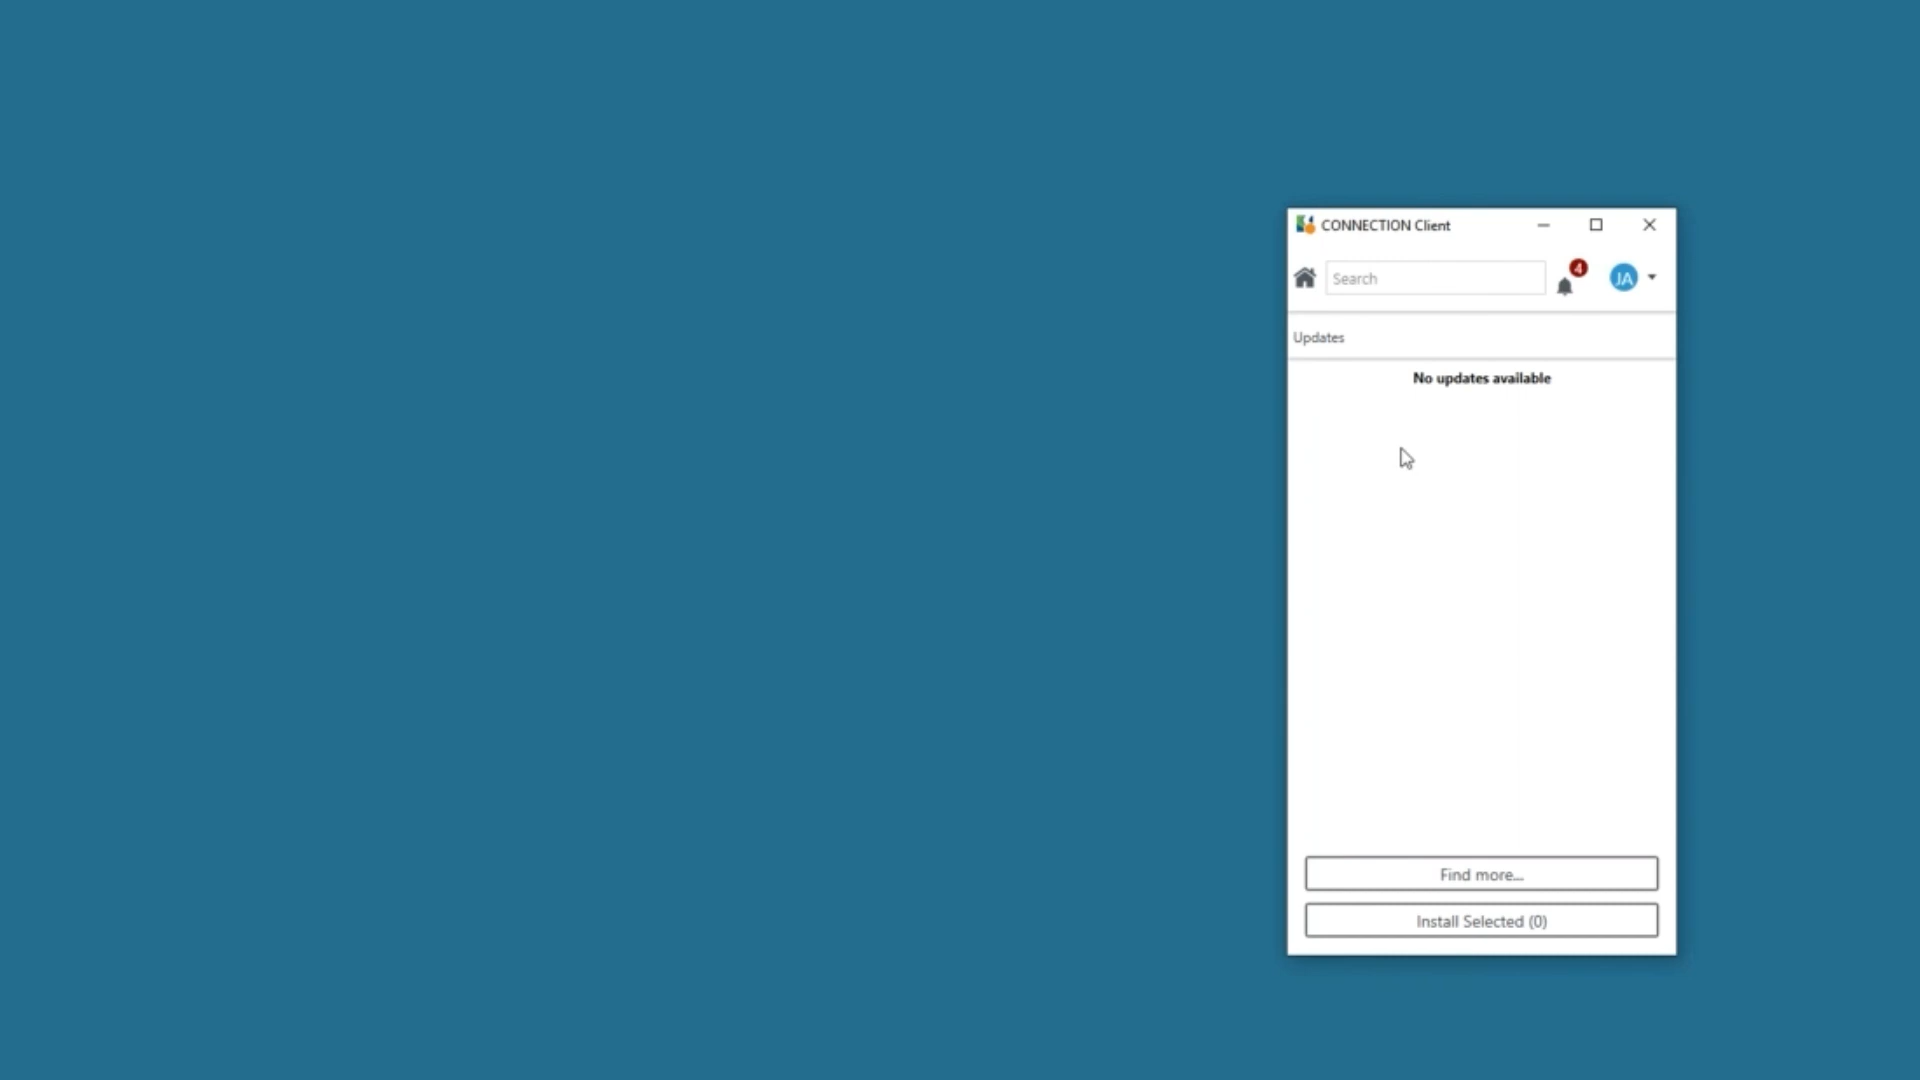 CONNECTION Client
Search
4
JA
Updates
No updates available
Find more...
Install Selected (0)